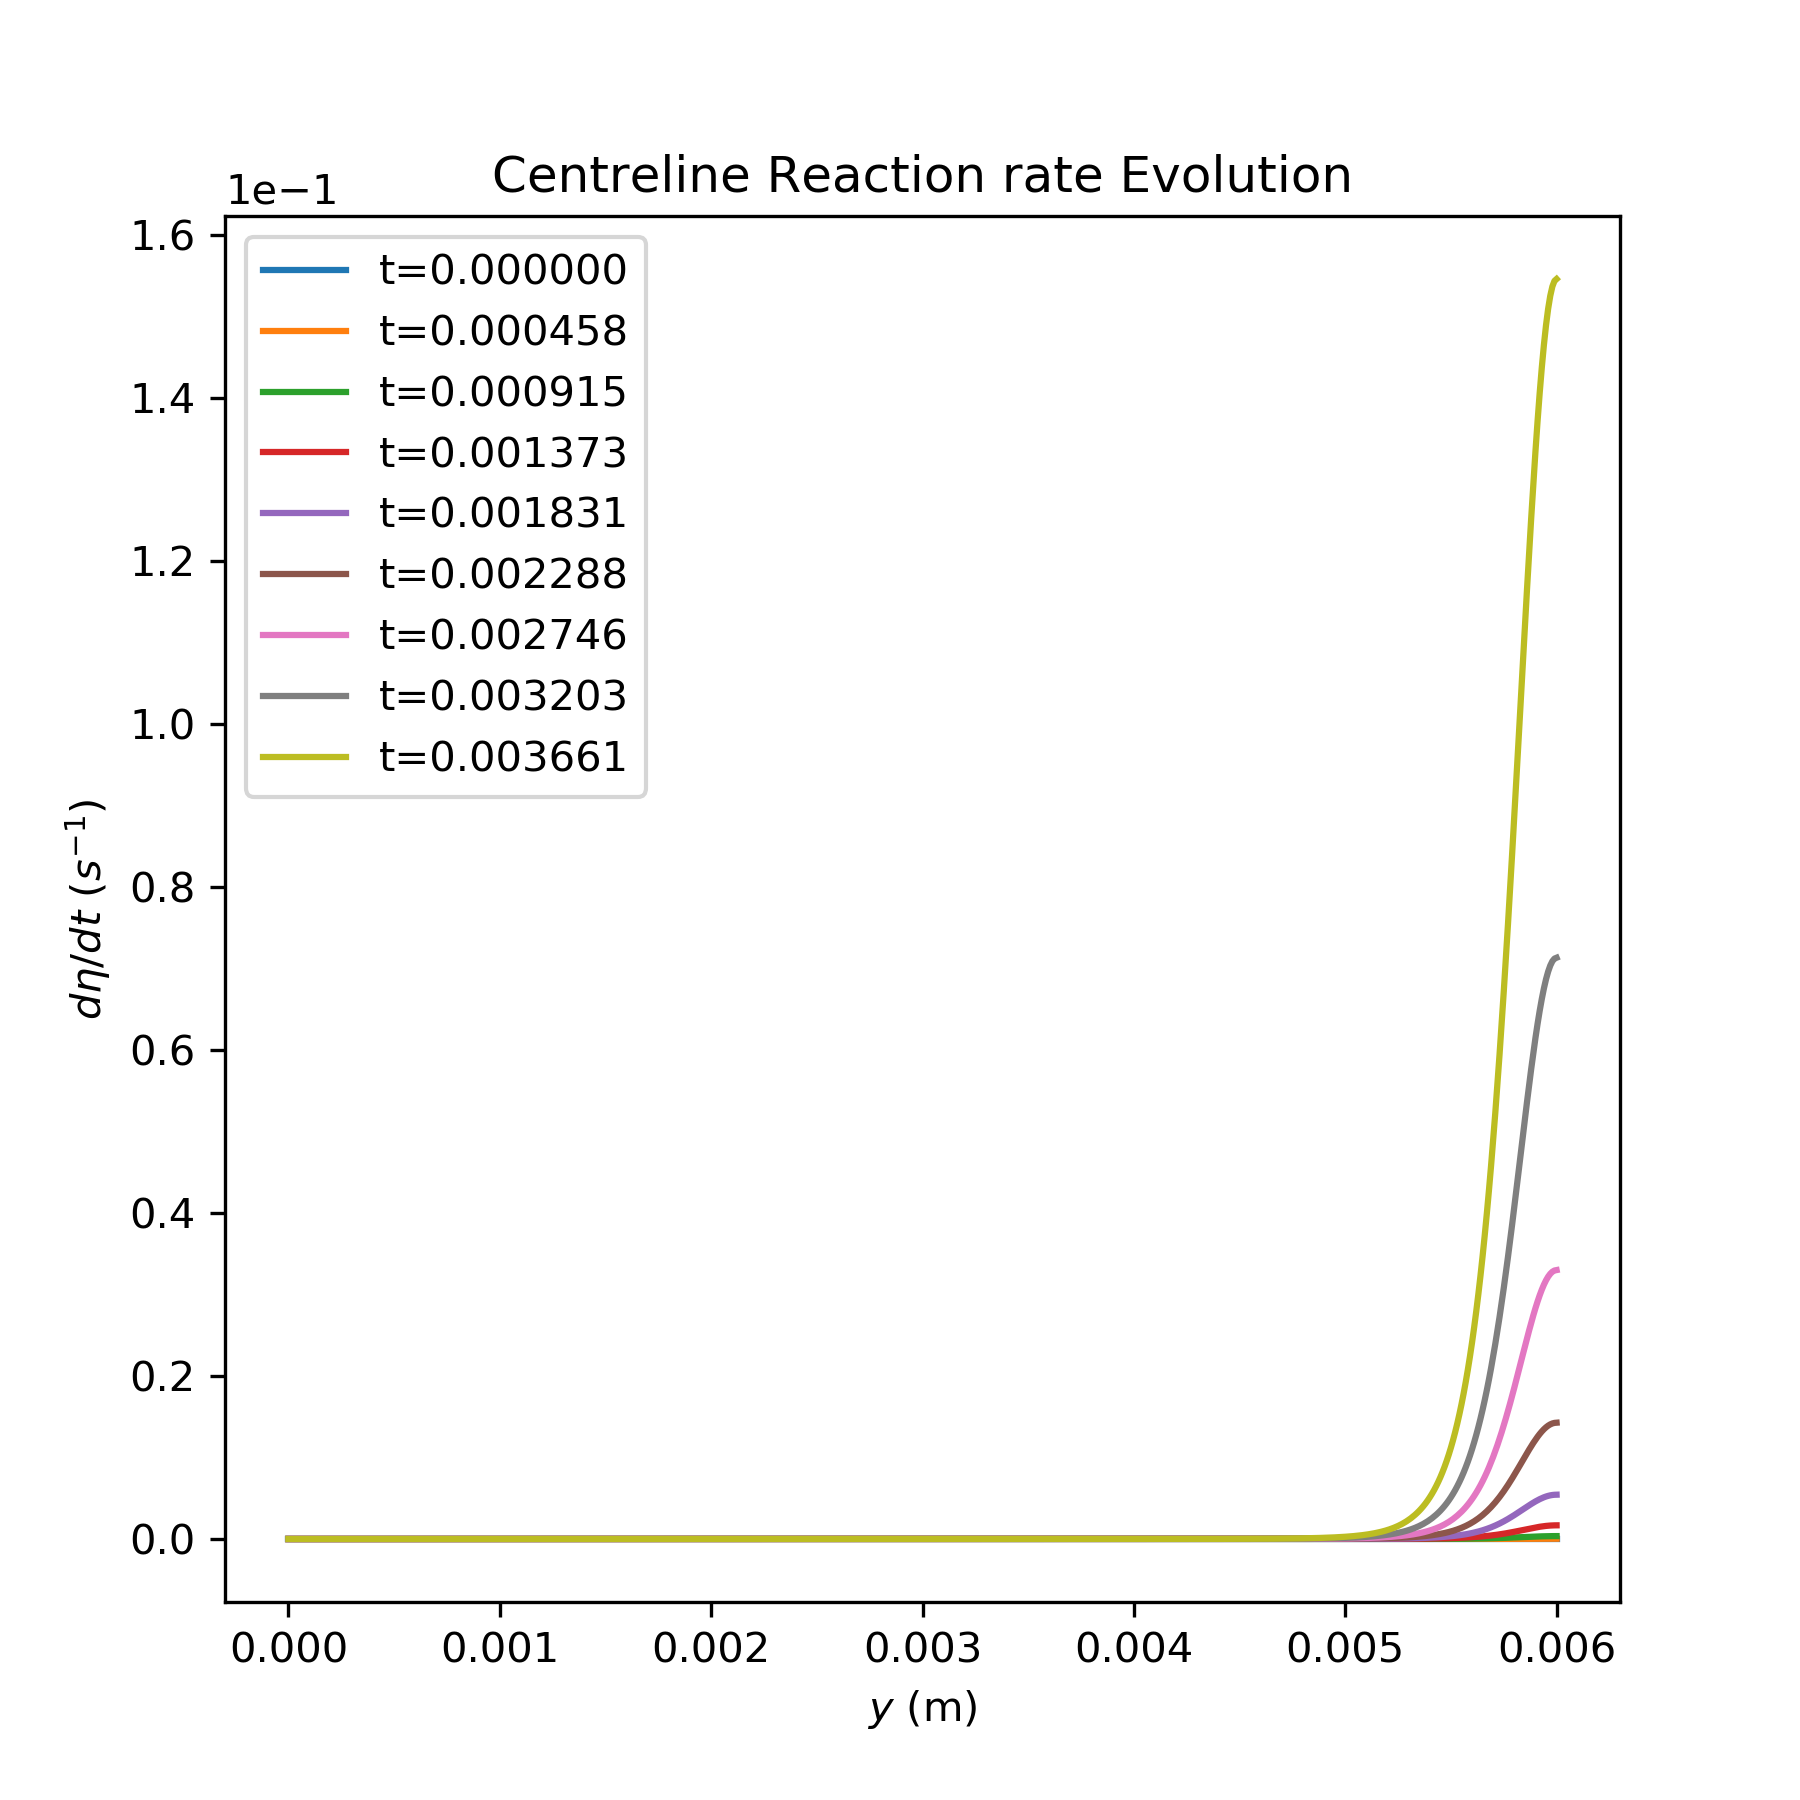 Centreline Reaction rate Evolution
1e−1
1.6
1.4
1.2
1.0
0.8
0.6
0.4
0.2
0.0
dη/dt (s⁻¹)
t=0.000000
t=0.000458
t=0.000915
t=0.001373
t=0.001831
t=0.002288
t=0.002746
t=0.003203
t=0.003661
0.000 0.001 0.002 0.003 0.004 0.005 0.006
y (m)